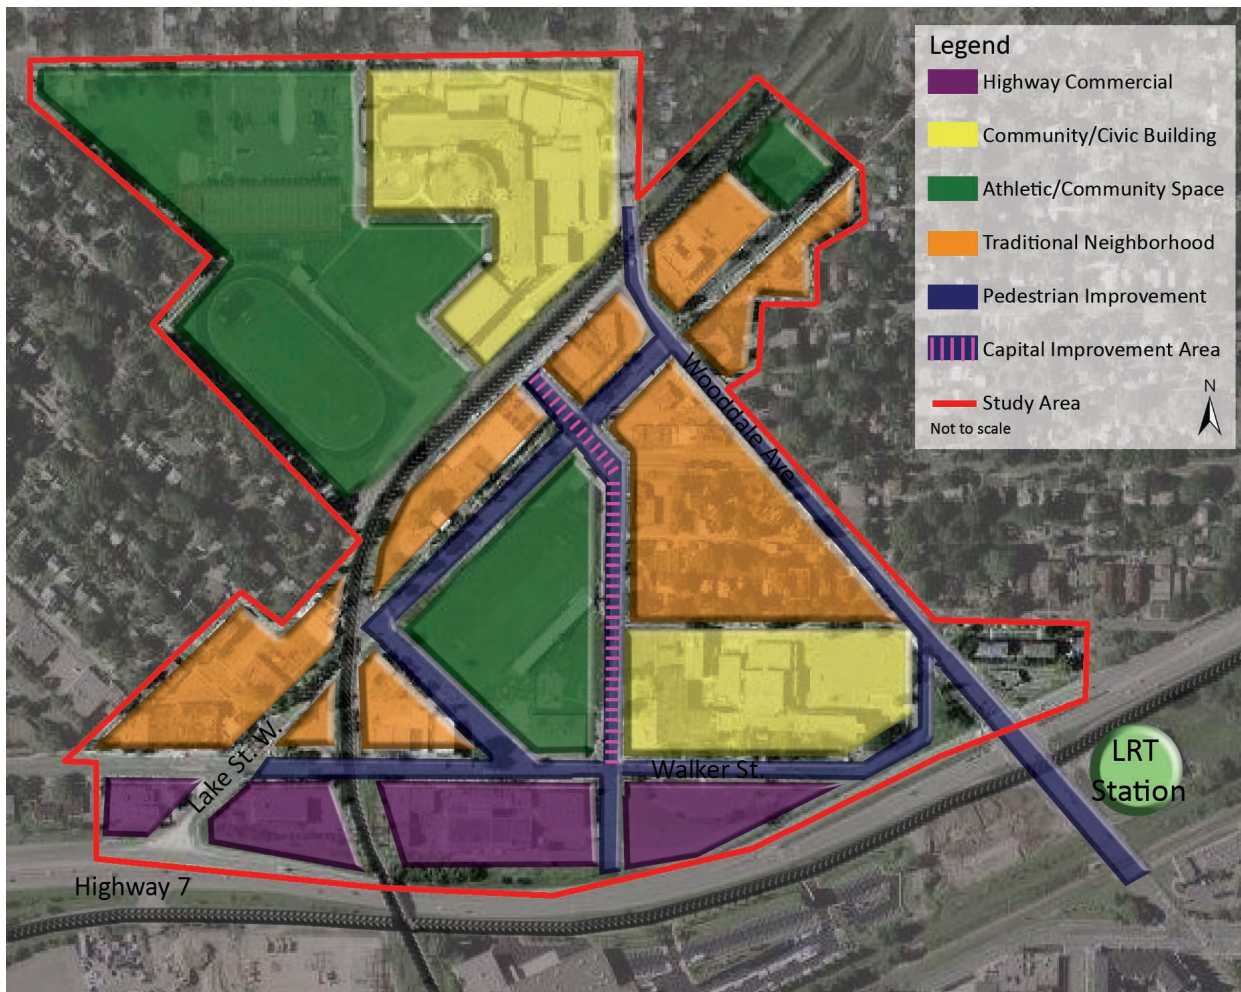 Legend
Highway Commercial
Community/Civic Building
Athletic/Community Space
Traditional Neighborhood
Pedestrian Improvement
Capital Improvement Area
Study Area
Not to scale
N
Wooddale Ave.
LRT
Station
Walker St.
Lake St. W.
Highway 7